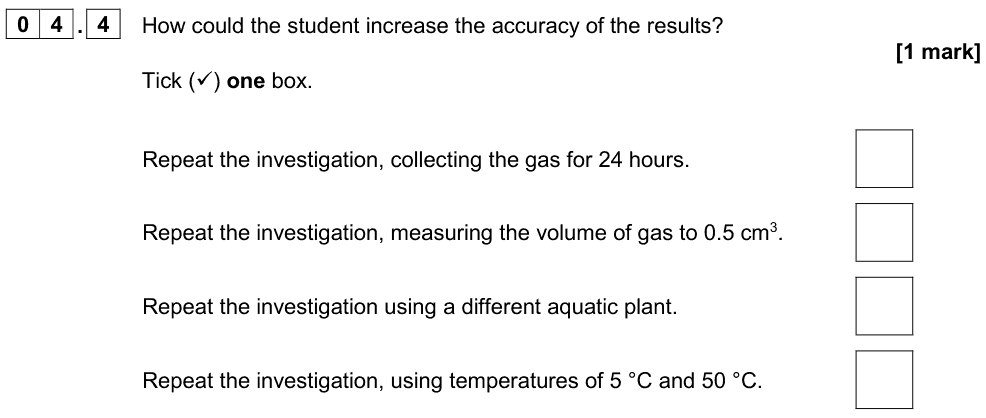 0 4 . 4 How could the student increase the accuracy of the results?
[1 mark]
Tick (✓) one box.
Repeat the investigation, collecting the gas for 24 hours.
Repeat the investigation, measuring the volume of gas to 0.5 cm³.
Repeat the investigation using a different aquatic plant.
Repeat the investigation, using temperatures of 5 °C and 50 °C.